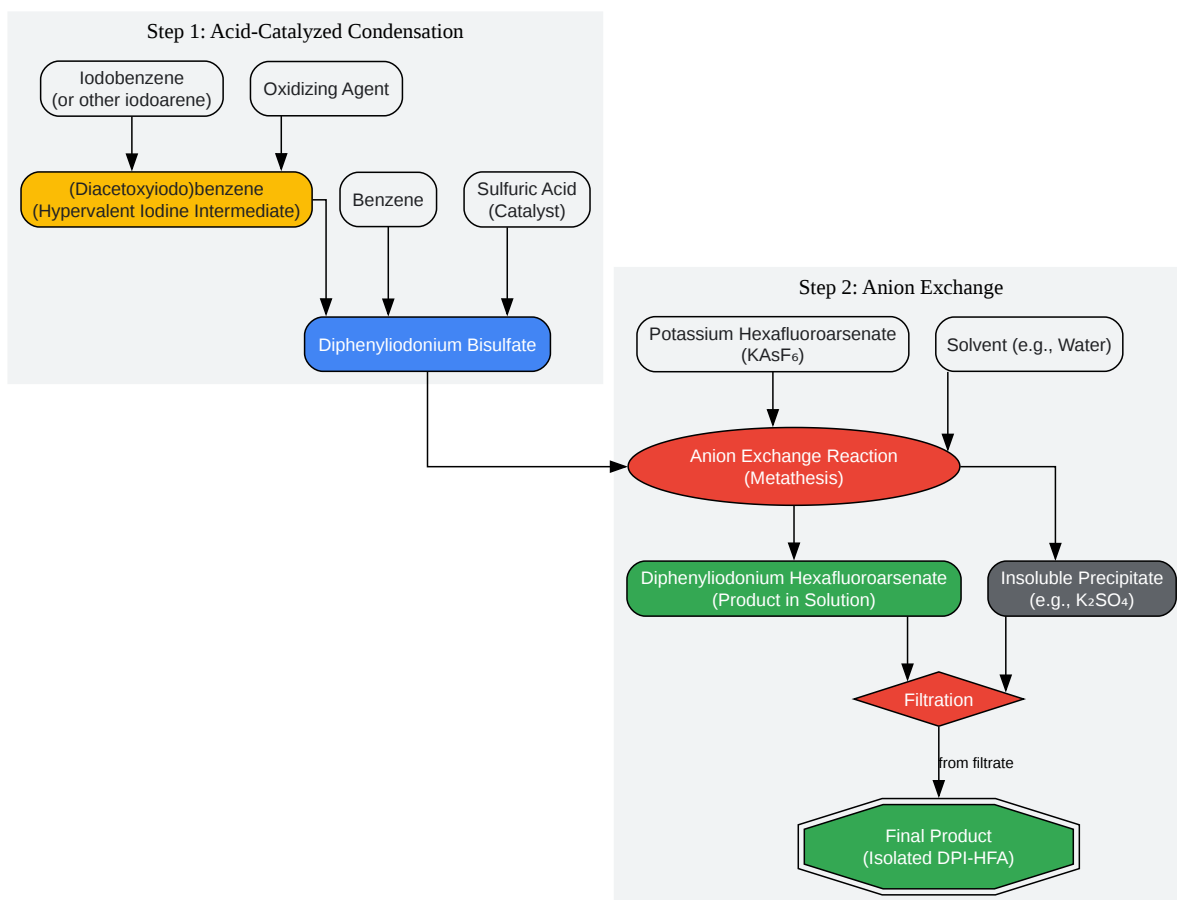 Step 1: Acid-Catalyzed Condensation
Iodobenzene
(or other iodoarene)
Oxidizing Agent
(Diacetoxyiodo)benzene
(Hypervalent Iodine Intermediate)
Benzene
Sulfuric Acid
(Catalyst)
Diphenyliodonium Bisulfate
Step 2: Anion Exchange
Potassium Hexafluoroarsenate
(KAsF₆)
Solvent (e.g., Water)
Anion Exchange Reaction
(Metathesis)
Diphenyliodonium Hexafluoroarsenate
(Product in Solution)
Insoluble Precipitate
(e.g., K₂SO₄)
Filtration
from filtrate
Final Product
(Isolated DPI-HFA)